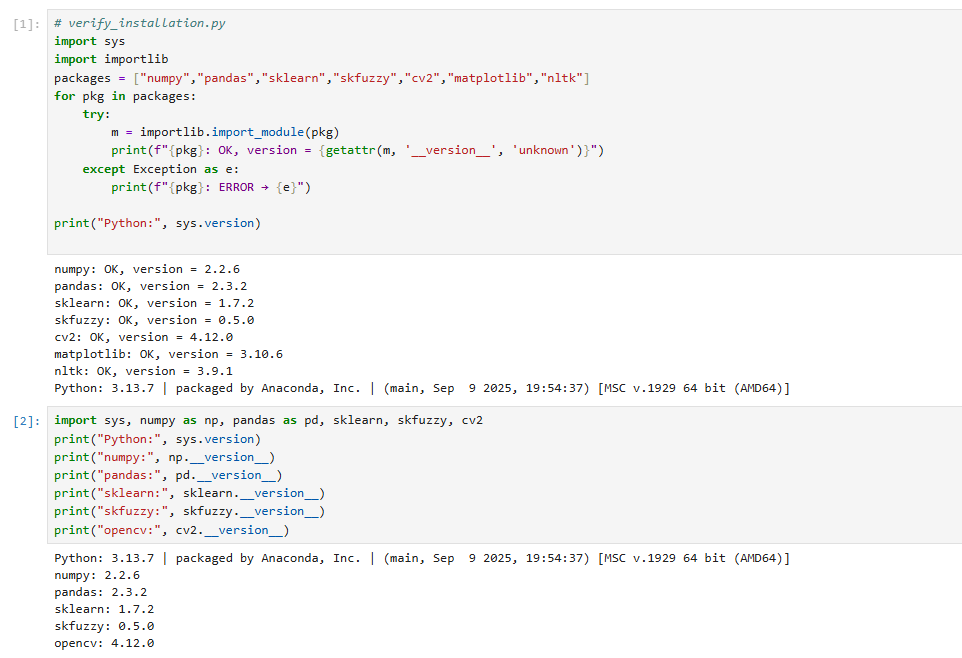 [1]:
# verify_installation.py
import sys
import importlib
packages = ["numpy","pandas","sklearn","skfuzzy","cv2","matplotlib","nltk"]
for pkg in packages:
    try:
        m = importlib.import_module(pkg)
        print(f"{pkg}: OK, version = {getattr(m, '__version__', 'unknown')}")
    except Exception as e:
        print(f"{pkg}: ERROR → {e}")
print("Python:", sys.version)
numpy: OK, version = 2.2.6
pandas: OK, version = 2.3.2
sklearn: OK, version = 1.7.2
skfuzzy: OK, version = 0.5.0
cv2: OK, version = 4.12.0
matplotlib: OK, version = 3.10.6
nltk: OK, version = 3.9.1
Python: 3.13.7 | packaged by Anaconda, Inc. | (main, Sep  9 2025, 19:54:37) [MSC v.1929 64 bit (AMD64)]
[2]:
import sys, numpy as np, pandas as pd, sklearn, skfuzzy, cv2
print("Python:", sys.version)
print("numpy:", np.__version__)
print("pandas:", pd.__version__)
print("sklearn:", sklearn.__version__)
print("skfuzzy:", skfuzzy.__version__)
print("opencv:", cv2.__version__)
Python: 3.13.7 | packaged by Anaconda, Inc. | (main, Sep  9 2025, 19:54:37) [MSC v.1929 64 bit (AMD64)]
numpy: 2.2.6
pandas: 2.3.2
sklearn: 1.7.2
skfuzzy: 0.5.0
opencv: 4.12.0